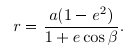 r = \frac{a(1 - e^2)}{1 + e \cos \beta}.